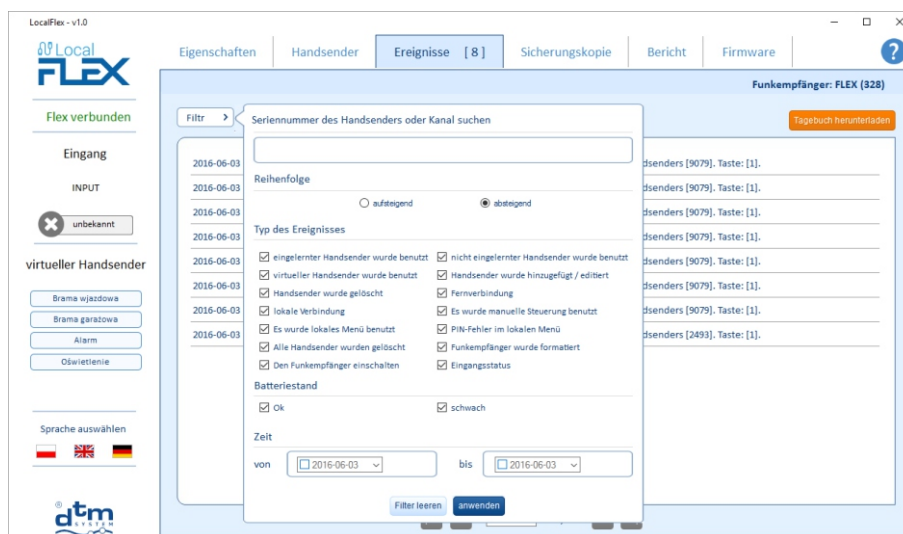 LocalFlex - v1.0
Local
FLEX
Eigenschaften Handsender Ereignisse [ 8 ] Sicherungskopie Bericht Firmware ?
Funkempfänger: FLEX (328)
Flex verbunden
Eingang
INPUT
unbekannt
virtueller Handsender
Brama wjazdowa
Brama garażowa
Alarm
Oświetlenie
Sprache auswählen
dtm
SYSTEM
Filtr >
Tagebuch herunterladen
2016-06-03 dsenders [9079]. Taste: [1].
2016-06-03 dsenders [9079]. Taste: [1].
2016-06-03 dsenders [9079]. Taste: [1].
2016-06-03 dsenders [9079]. Taste: [1].
2016-06-03 dsenders [9079]. Taste: [1].
2016-06-03 dsenders [9079]. Taste: [1].
2016-06-03 dsenders [9079]. Taste: [1].
2016-06-03 dsenders [2493]. Taste: [1].
Seriennummer des Handsenders oder Kanal suchen
Reihenfolge
aufsteigend absteigend
Typ des Ereignisses
eingelernter Handsender wurde benutzt nicht eingelernter Handsender wurde benutzt
virtueller Handsender wurde benutzt Handsender wurde hinzugefügt / editiert
Handsender wurde gelöscht Fernverbindung
lokale Verbindung Es wurde manuelle Steuerung benutzt
Es wurde lokales Menü benutzt PIN-Fehler im lokalen Menü
Alle Handsender wurden gelöscht Funkempfänger wurde formatiert
Den Funkempfänger einschalten Eingangsstatus
Batteriestand
Ok schwach
Zeit
von 2016-06-03 bis 2016-06-03
Filter leeren anwenden